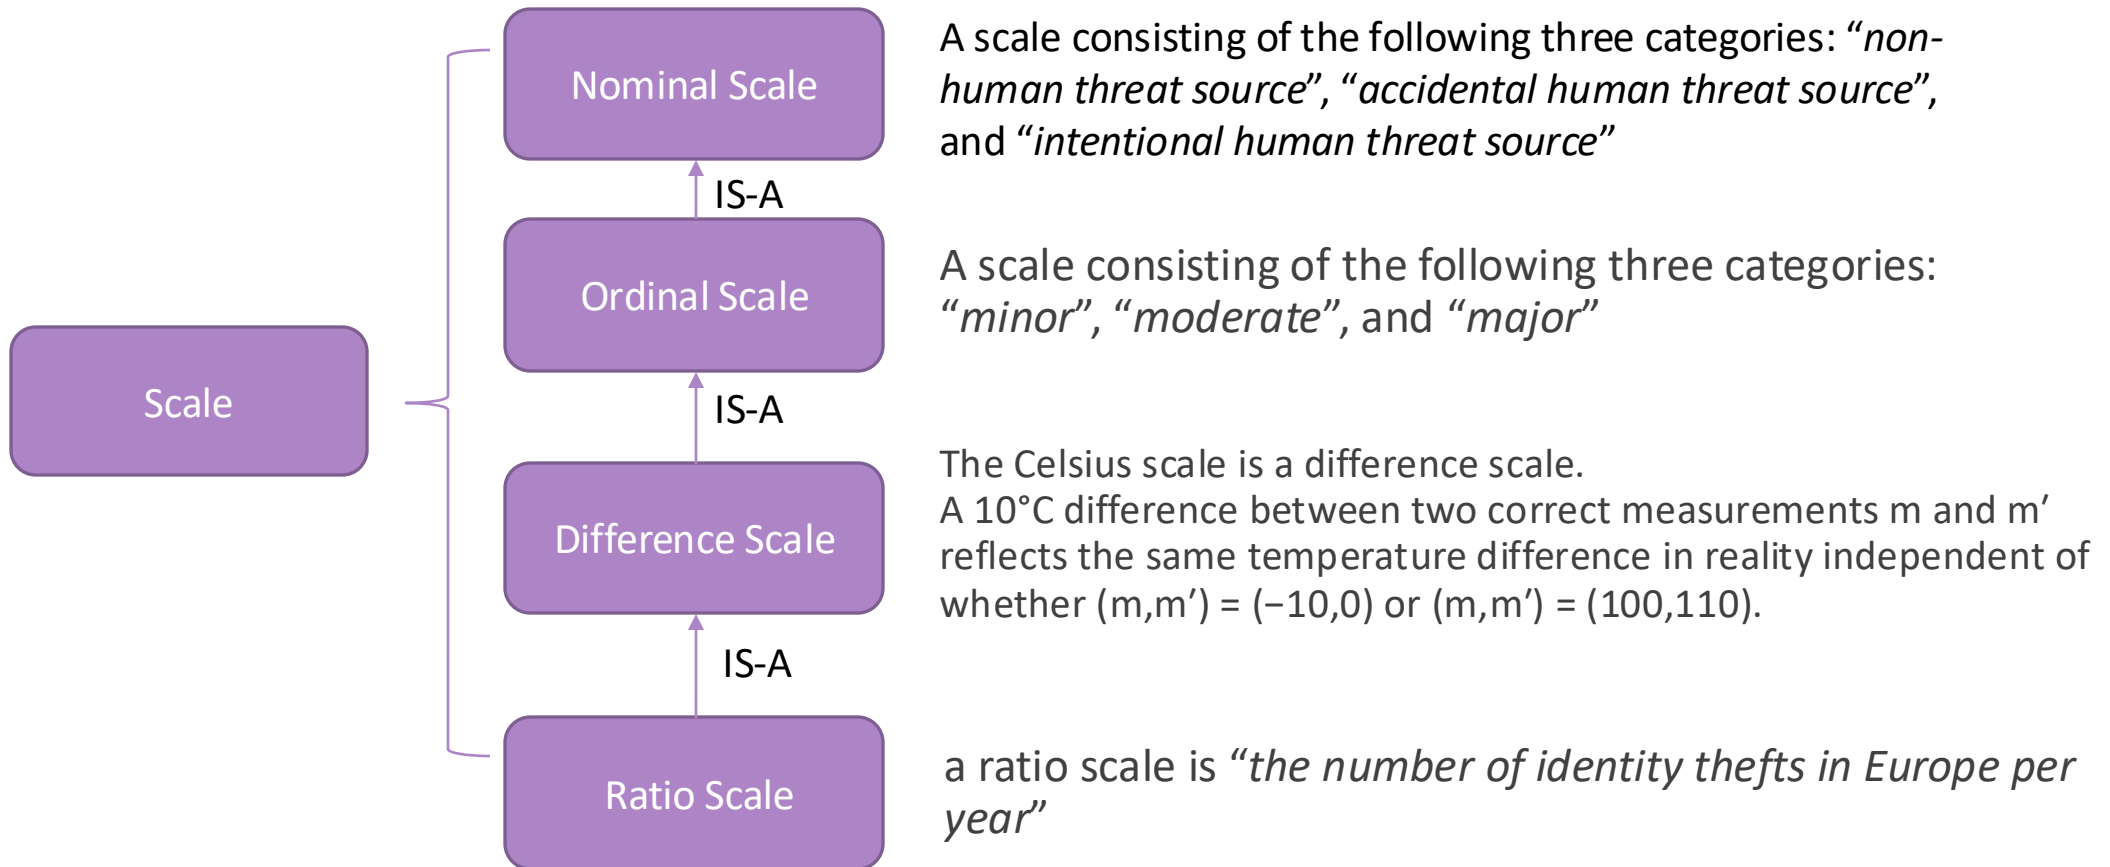 Nominal Scale
A scale consisting of the following three categories: “non-
human threat source”, “accidental human threat source”,
and “intentional human threat source”
IS-A
Ordinal Scale
A scale consisting of the following three categories:
“minor”, “moderate”, and “major”
Scale
IS-A
Difference Scale
The Celsius scale is a difference scale.
A 10°C difference between two correct measurements m and m′
reflects the same temperature difference in reality independent of
whether (m,m′) = (−10,0) or (m,m′) = (100,110).
IS-A
Ratio Scale
a ratio scale is “the number of identity thefts in Europe per
year”